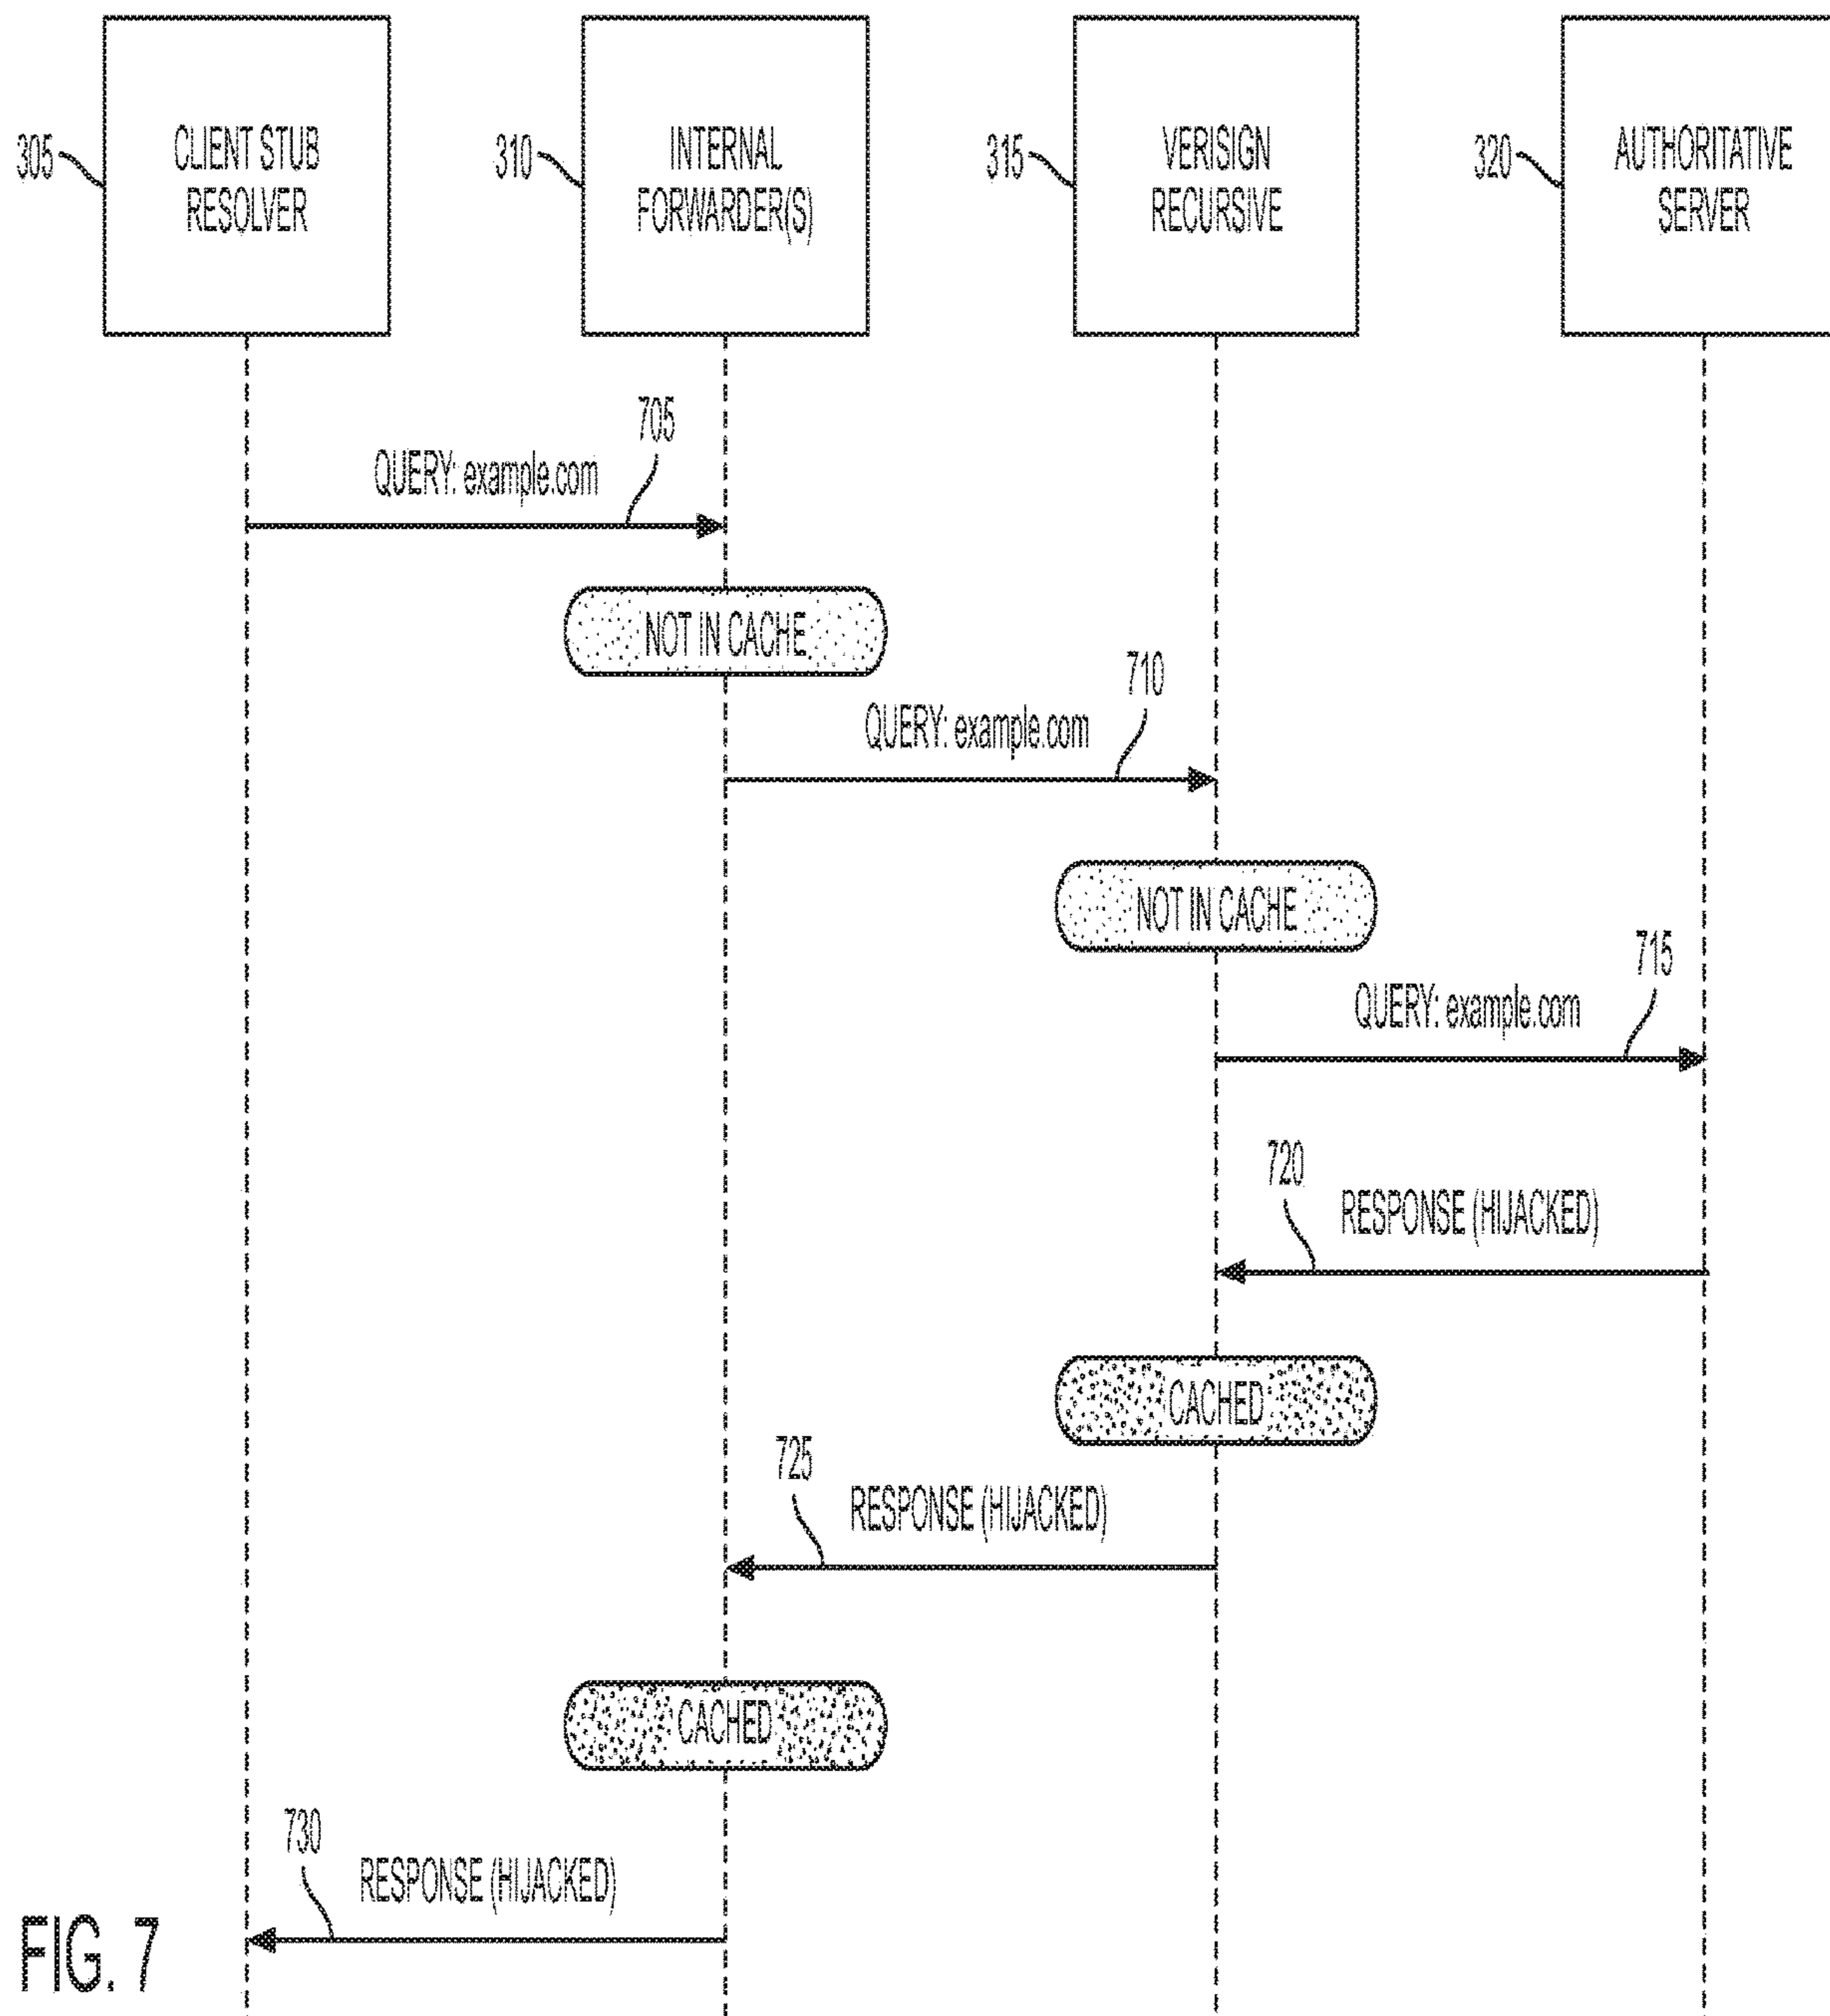 305
CLIENT STUB
RESOLVER
310
INTERNAL
FORWARDER(S)
315
VERISIGN
RECURSIVE
320
AUTHORITATIVE
SERVER
705
QUERY: example.com
NOT IN CACHE
710
QUERY: example.com
NOT IN CACHE
715
QUERY: example.com
720
RESPONSE (HIJACKED)
CACHED
725
RESPONSE (HIJACKED)
CACHED
730
RESPONSE (HIJACKED)
FIG. 7